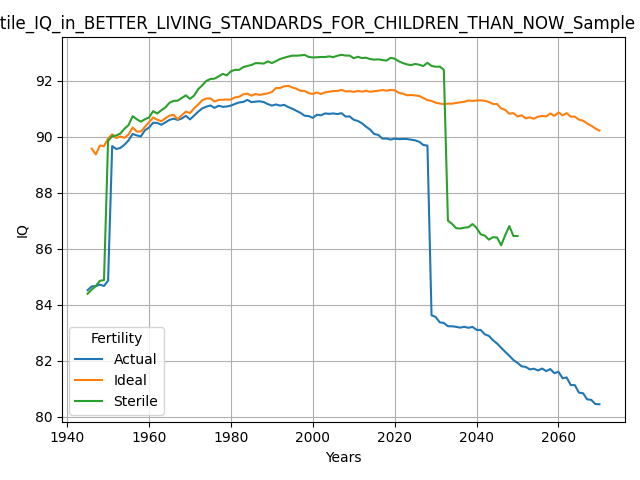 tile_IQ_in_BETTER_LIVING_STANDARDS_FOR_CHILDREN_THAN_NOW_Sample
IQ
92
90
88
86
84
82
80
Fertility
Actual
Ideal
Sterile
1940 1960 1980 2000 2020 2040 2060
Years